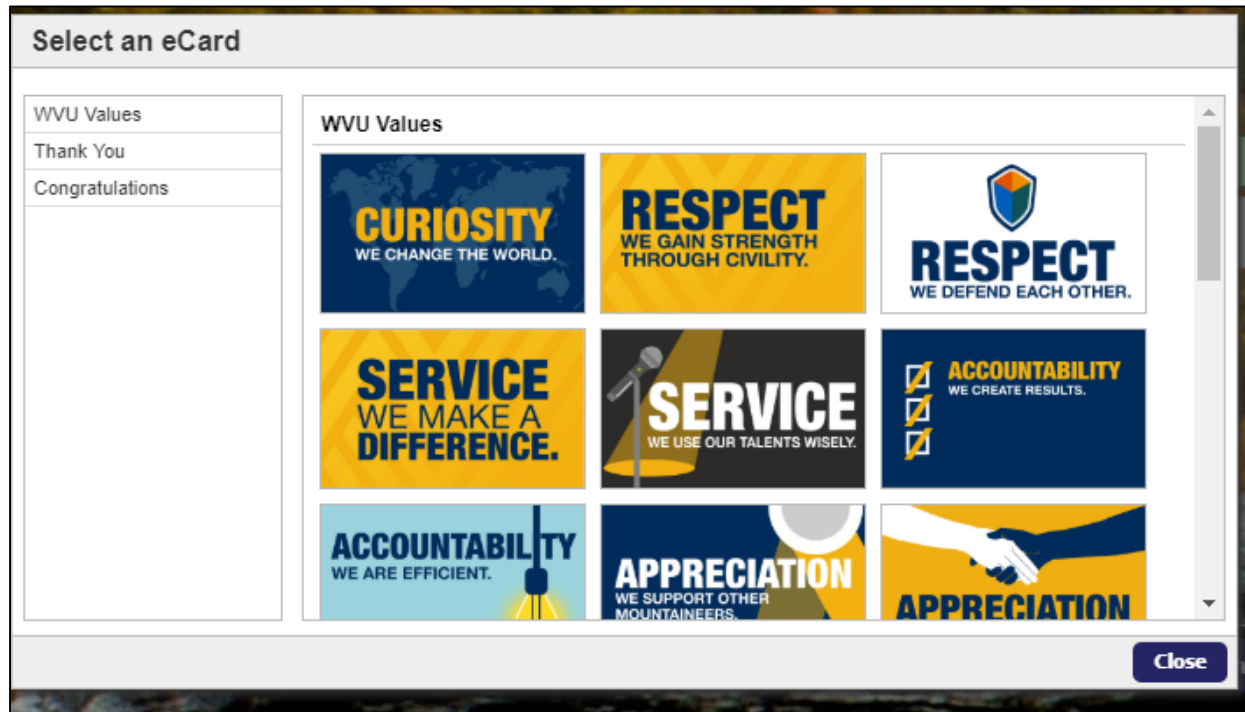 Select an eCard
WVU Values
Thank You
Congratulations
WVU Values
CURIOSITY
WE CHANGE THE WORLD.
RESPECT
WE GAIN STRENGTH
THROUGH CIVILITY.
RESPECT
WE DEFEND EACH OTHER.
SERVICE
WE MAKE A
DIFFERENCE.
SERVICE
WE USE OUR TALENTS WISELY.
ACCOUNTABILITY
WE CREATE RESULTS.
ACCOUNTABILITY
WE ARE EFFICIENT.
APPRECIATION
WE SUPPORT OTHER
MOUNTAINEERS.
APPRECIATION
Close